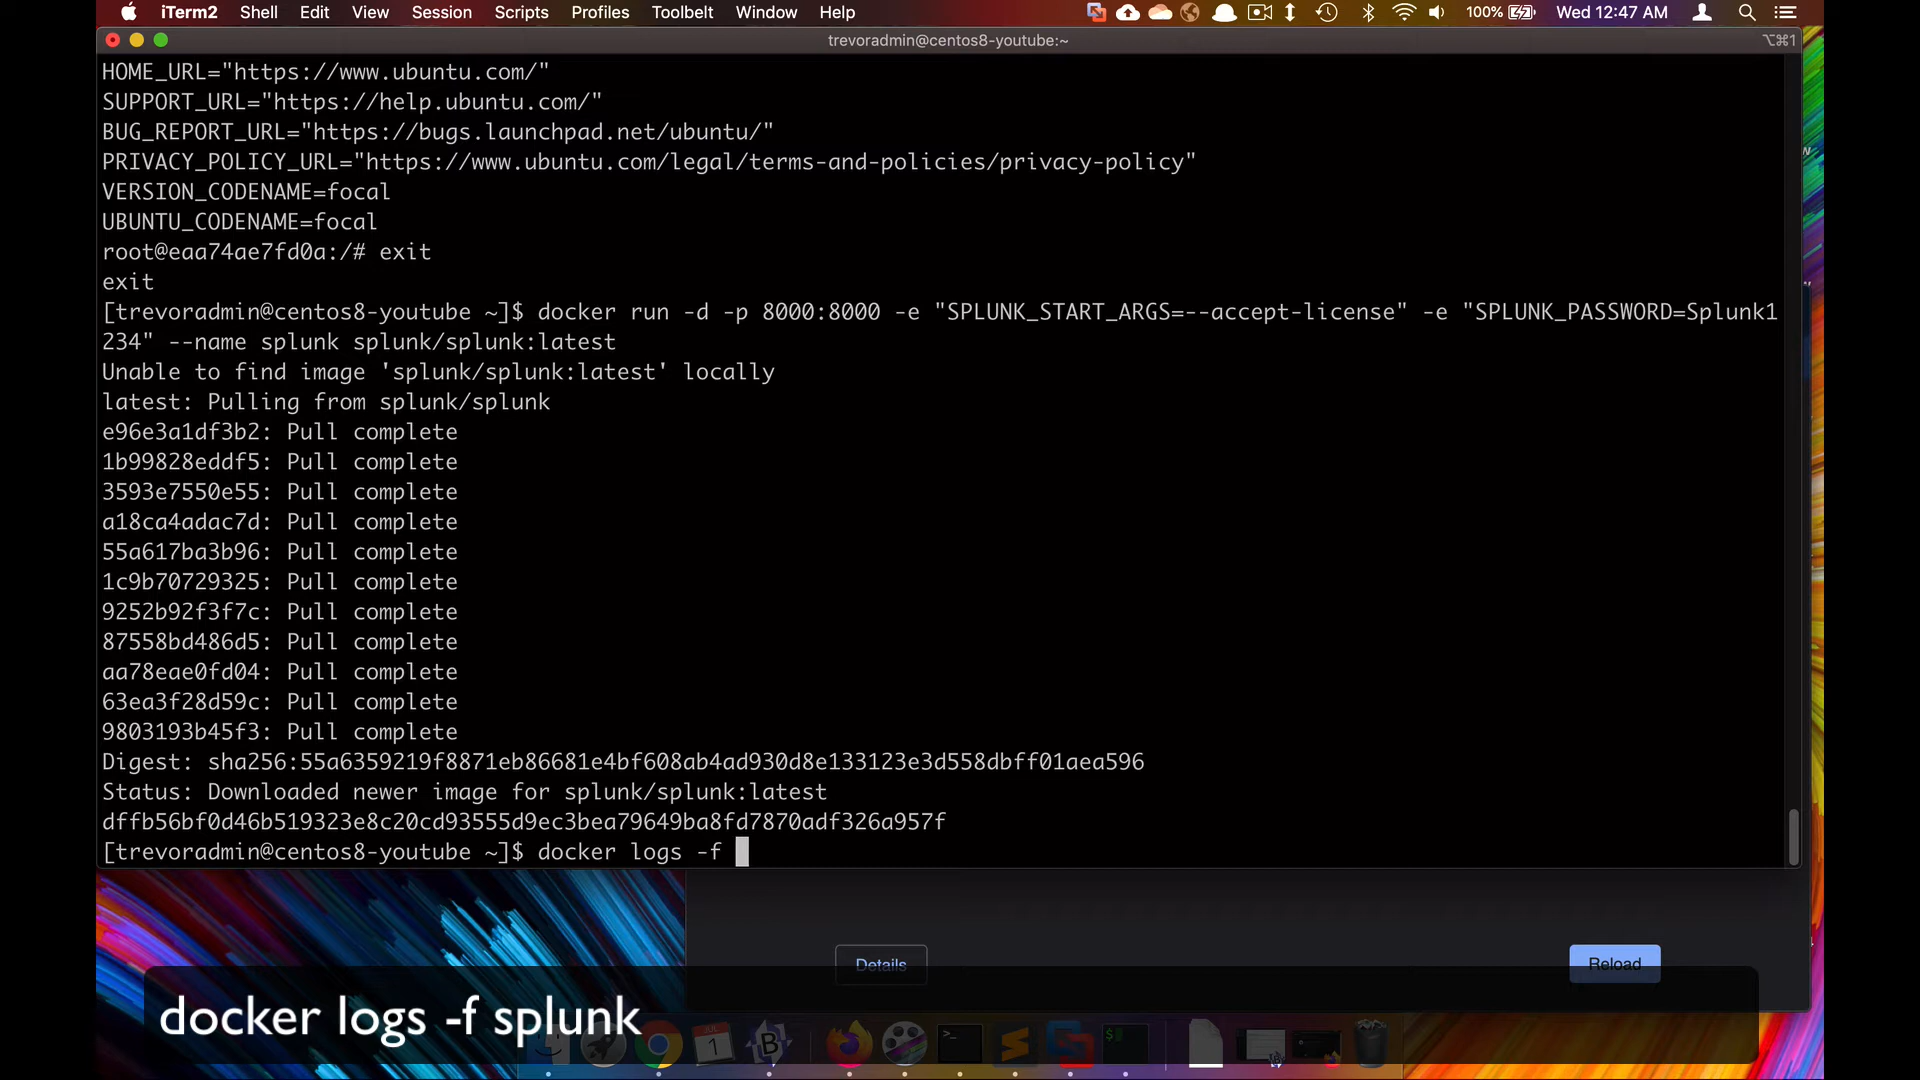 iTerm2 Shell Edit View Session Scripts Profiles Toolbelt Window Help 100% Wed 12:47 AM
trevoradmin@centos8-youtube:~ ⌥⌘1
HOME_URL="https://www.ubuntu.com/"
SUPPORT_URL="https://help.ubuntu.com/"
BUG_REPORT_URL="https://bugs.launchpad.net/ubuntu/"
PRIVACY_POLICY_URL="https://www.ubuntu.com/legal/terms-and-policies/privacy-policy"
VERSION_CODENAME=focal
UBUNTU_CODENAME=focal
root@eaa74ae7fd0a:/# exit
exit
[trevoradmin@centos8-youtube ~]$ docker run -d -p 8000:8000 -e "SPLUNK_START_ARGS=--accept-license" -e "SPLUNK_PASSWORD=Splunk1
234" --name splunk splunk/splunk:latest
Unable to find image 'splunk/splunk:latest' locally
latest: Pulling from splunk/splunk
e96e3a1df3b2: Pull complete
1b99828eddf5: Pull complete
3593e7550e55: Pull complete
a18ca4adac7d: Pull complete
55a617ba3b96: Pull complete
1c9b70729325: Pull complete
9252b92f3f7c: Pull complete
87558bd486d5: Pull complete
aa78eae0fd04: Pull complete
63ea3f28d59c: Pull complete
9803193b45f3: Pull complete
Digest: sha256:55a6359219f8871eb86681e4bf608ab4ad930d8e133123e3d558dbff01aea596
Status: Downloaded newer image for splunk/splunk:latest
dffb56bf0d46b519323e8c20cd93555d9ec3bea79649ba8fd7870adf326a957f
[trevoradmin@centos8-youtube ~]$ docker logs -f
Details Reload
docker logs -f splunk
JUL
1